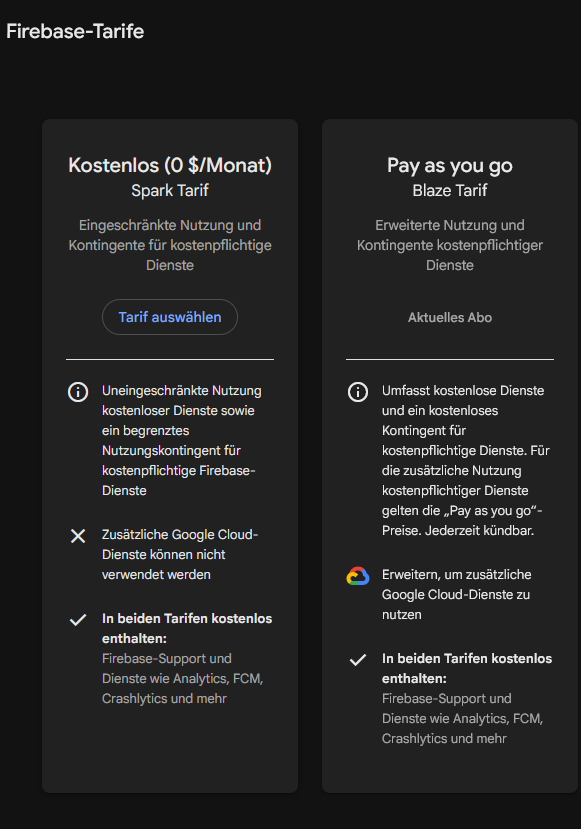 Firebase-Tarife
Kostenlos (0 $/Monat)
Spark Tarif
Eingeschränkte Nutzung und
Kontingente für kostenpflichtige
Dienste
Tarif auswählen
Uneingeschränkte Nutzung
kostenloser Dienste sowie
ein begrenztes
Nutzungskontingent für
kostenpflichtige Firebase-
Dienste
Zusätzliche Google Cloud-
Dienste können nicht
verwendet werden
In beiden Tarifen kostenlos
enthalten:
Firebase-Support und
Dienste wie Analytics, FCM,
Crashlytics und mehr
Pay as you go
Blaze Tarif
Erweiterte Nutzung und
Kontingente kostenpflichtiger
Dienste
Aktuelles Abo
Umfasst kostenlose Dienste
und ein kostenloses
Kontingent für
kostenpflichtige Dienste. Für
die zusätzliche Nutzung
kostenpflichtiger Dienste
gelten die „Pay as you go“-
Preise. Jederzeit kündbar.
Erweitern, um zusätzliche
Google Cloud-Dienste zu
nutzen
In beiden Tarifen kostenlos
enthalten:
Firebase-Support und
Dienste wie Analytics, FCM,
Crashlytics und mehr